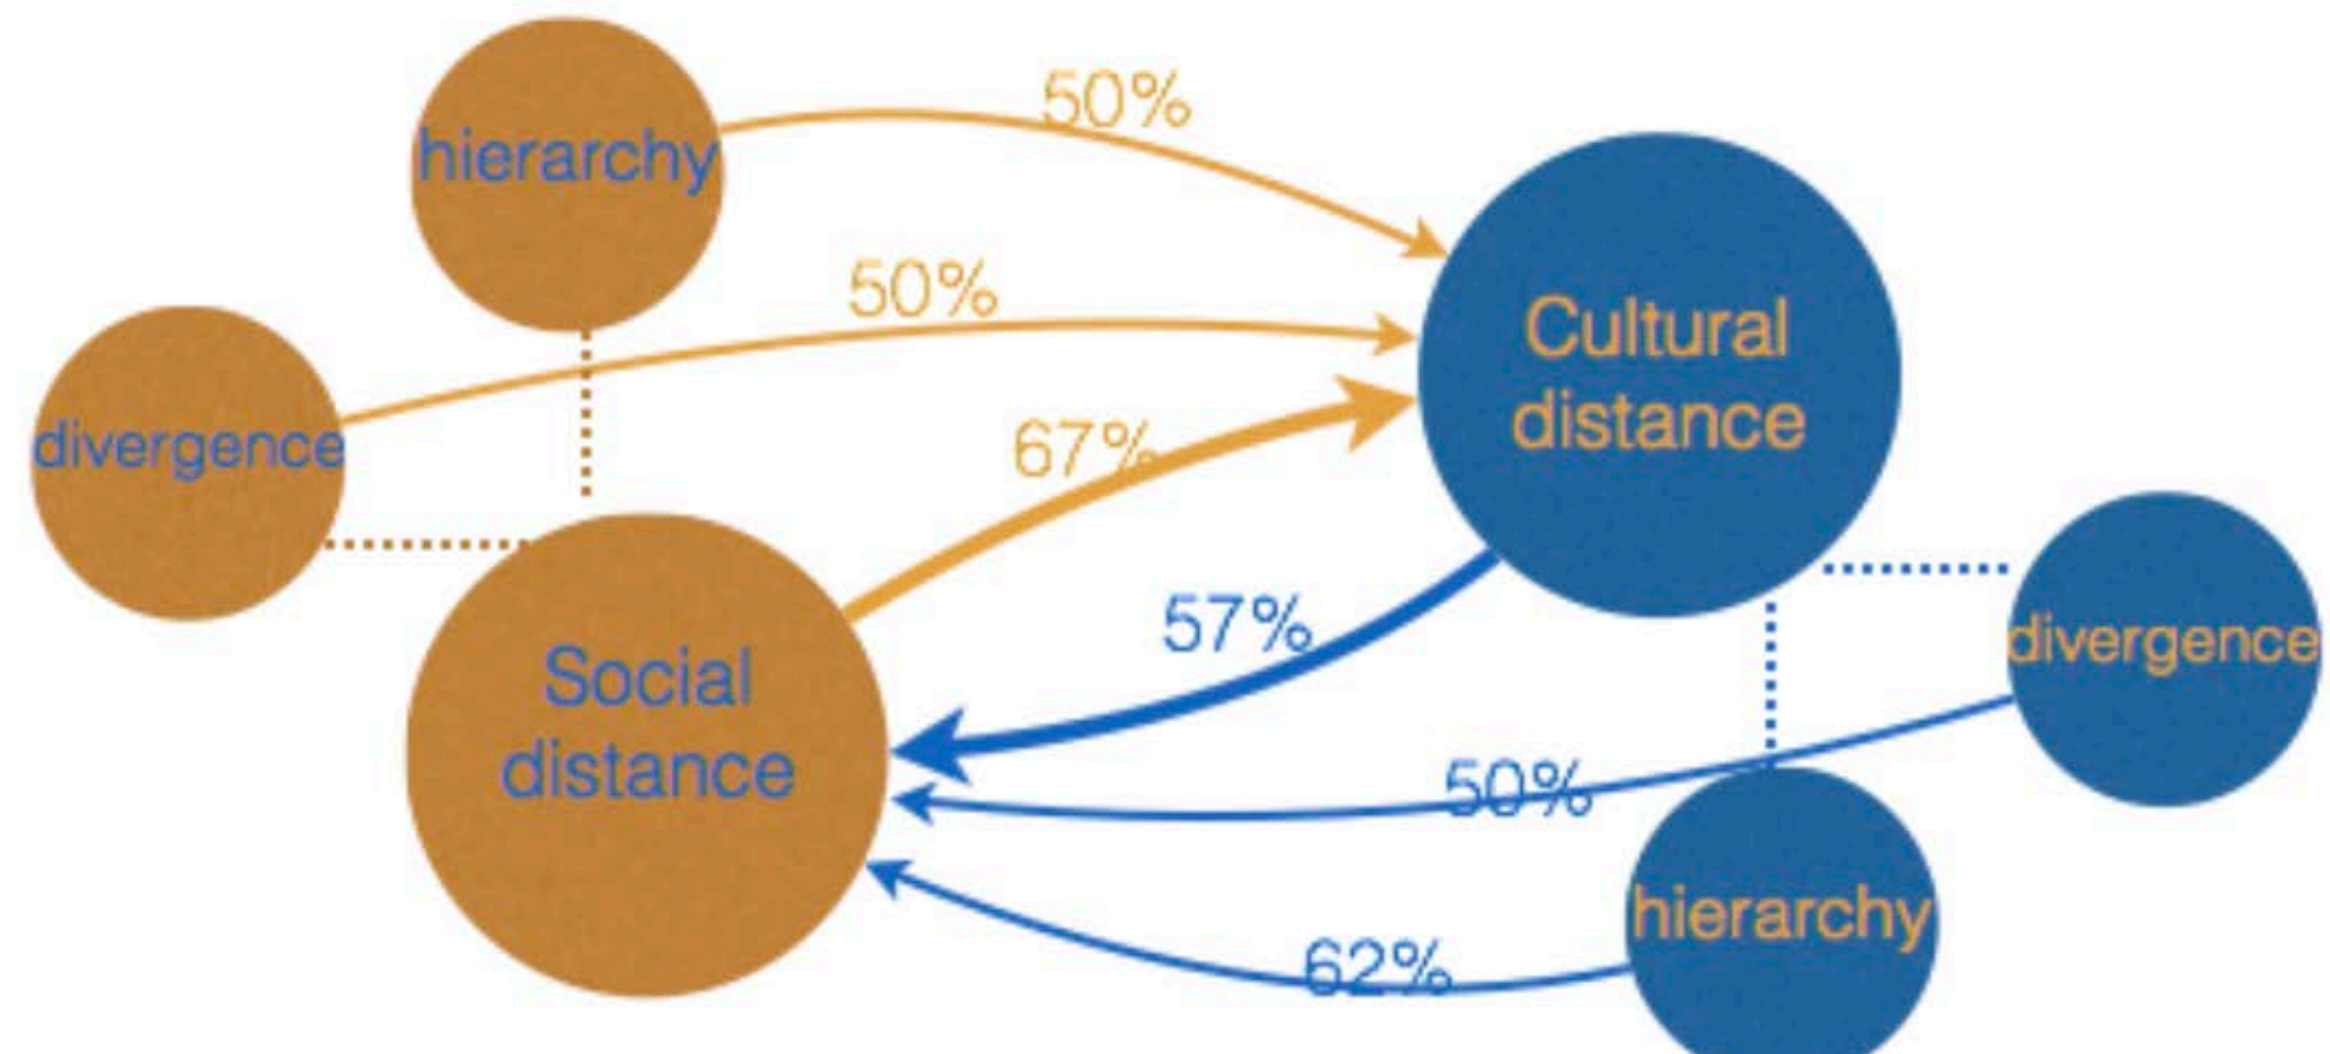 50%
hierarchy
50%
Cultural
distance
67%
divergence
57%
divergence
Social
distance
50%
hierarchy
62%